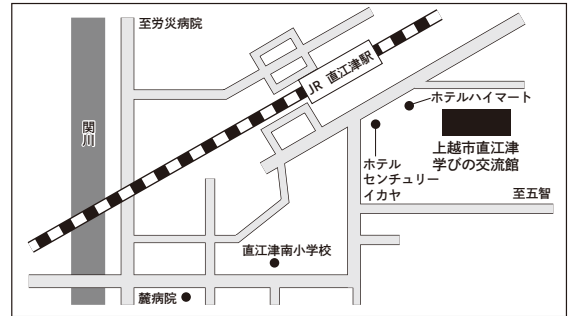 至労災病院
JR 直江津駅
ホテルハイマート
関川
上越市直江津
学びの交流館
ホテル
センチュリー
イカヤ
至五智
直江津南小学校
麓病院